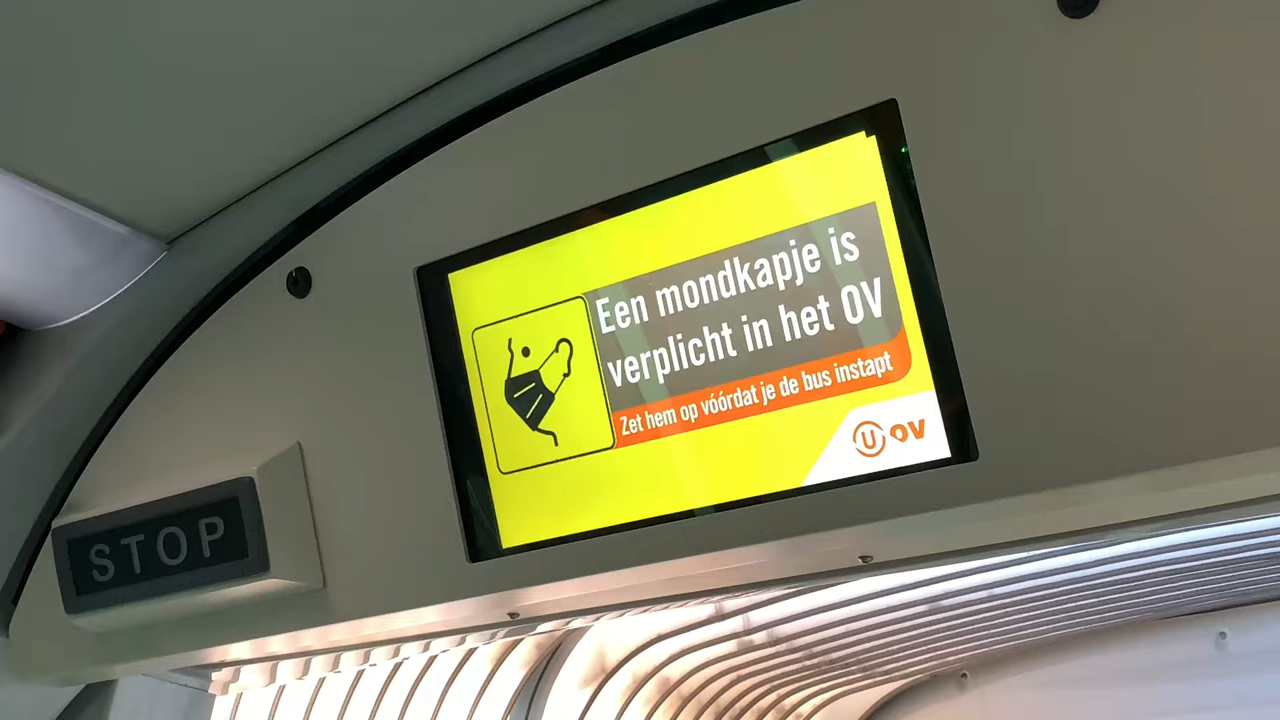 Een mondkapje is
verplicht in het OV
Zet hem op vóórdat je de bus instapt
U OV
STOP